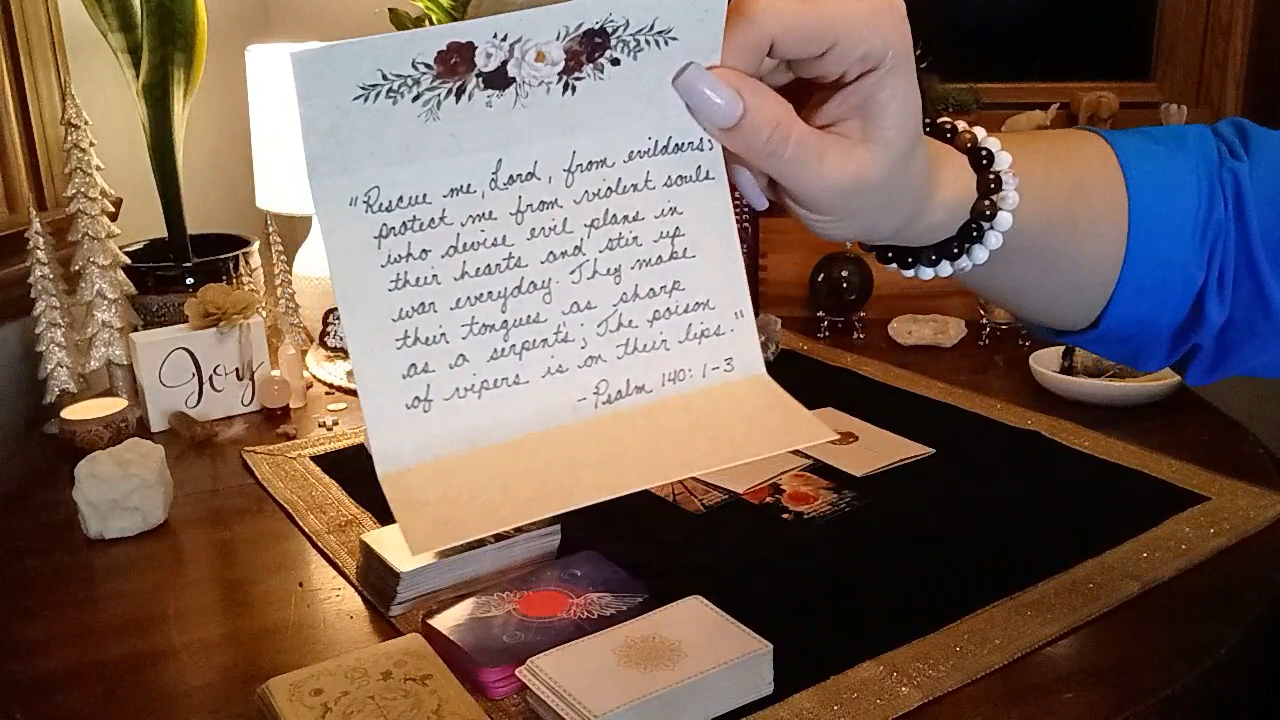 "Rescue me, Lord, from evildoers;
protect me from violent souls
who devise evil plans in
their hearts and stir up
war everyday. They make
their tongues as sharp
as a serpents'; The poison
of vipers is on their lips."
-Psalm 140: 1-3
Joy